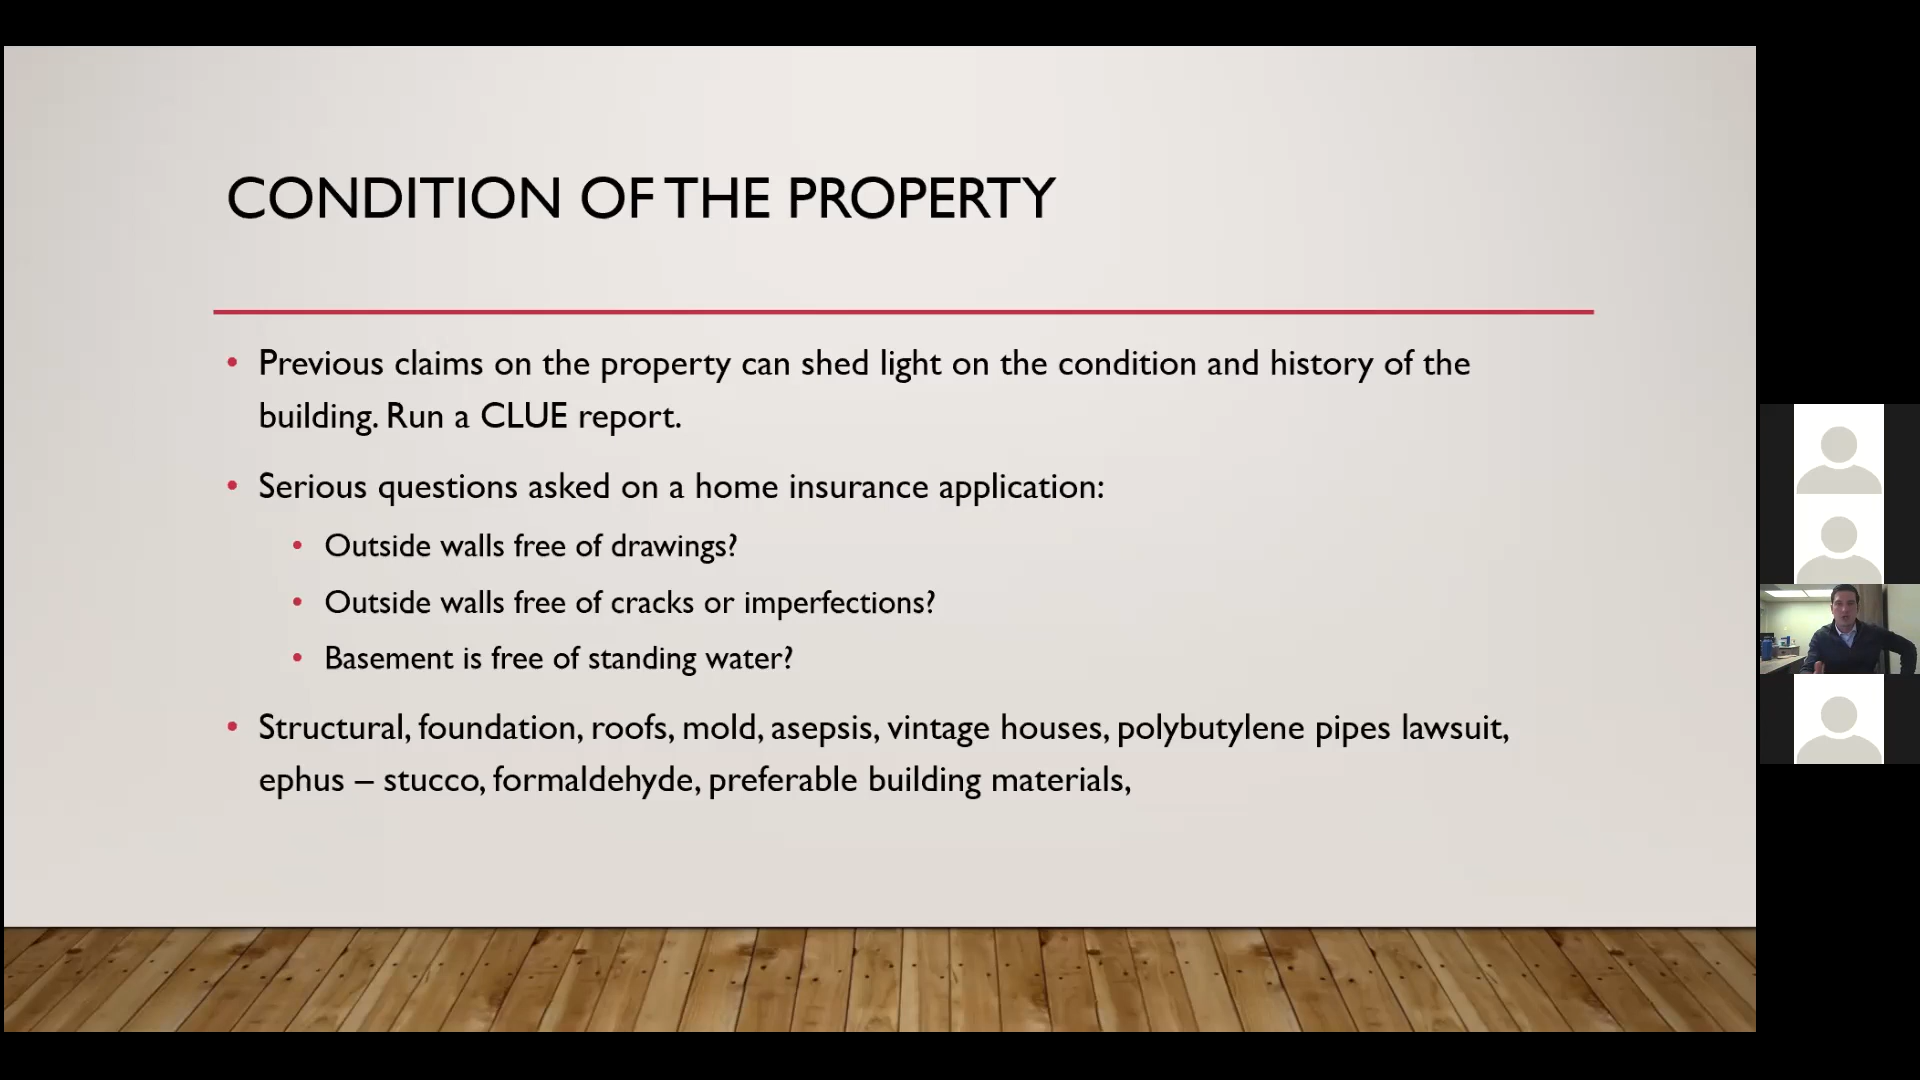 CONDITION OF THE PROPERTY
• Previous claims on the property can shed light on the condition and history of the
building. Run a CLUE report.
• Serious questions asked on a home insurance application:
• Outside walls free of drawings?
• Outside walls free of cracks or imperfections?
• Basement is free of standing water?
• Structural, foundation, roofs, mold, asepsis, vintage houses, polybutylene pipes lawsuit,
ephus – stucco, formaldehyde, preferable building materials,